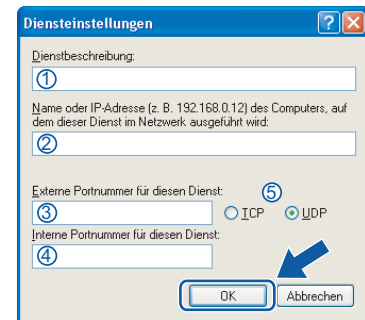 Diensteinstellungen
Dienstbeschreibung:
①
Name oder IP-Adresse (z. B. 192.168.0.12) des Computers, auf
dem dieser Dienst im Netzwerk ausgeführt wird:
②
Externe Portnummer für diesen Dienst:
⑤
③
TCP UDP
Interne Portnummer für diesen Dienst:
④
OK Abbrechen